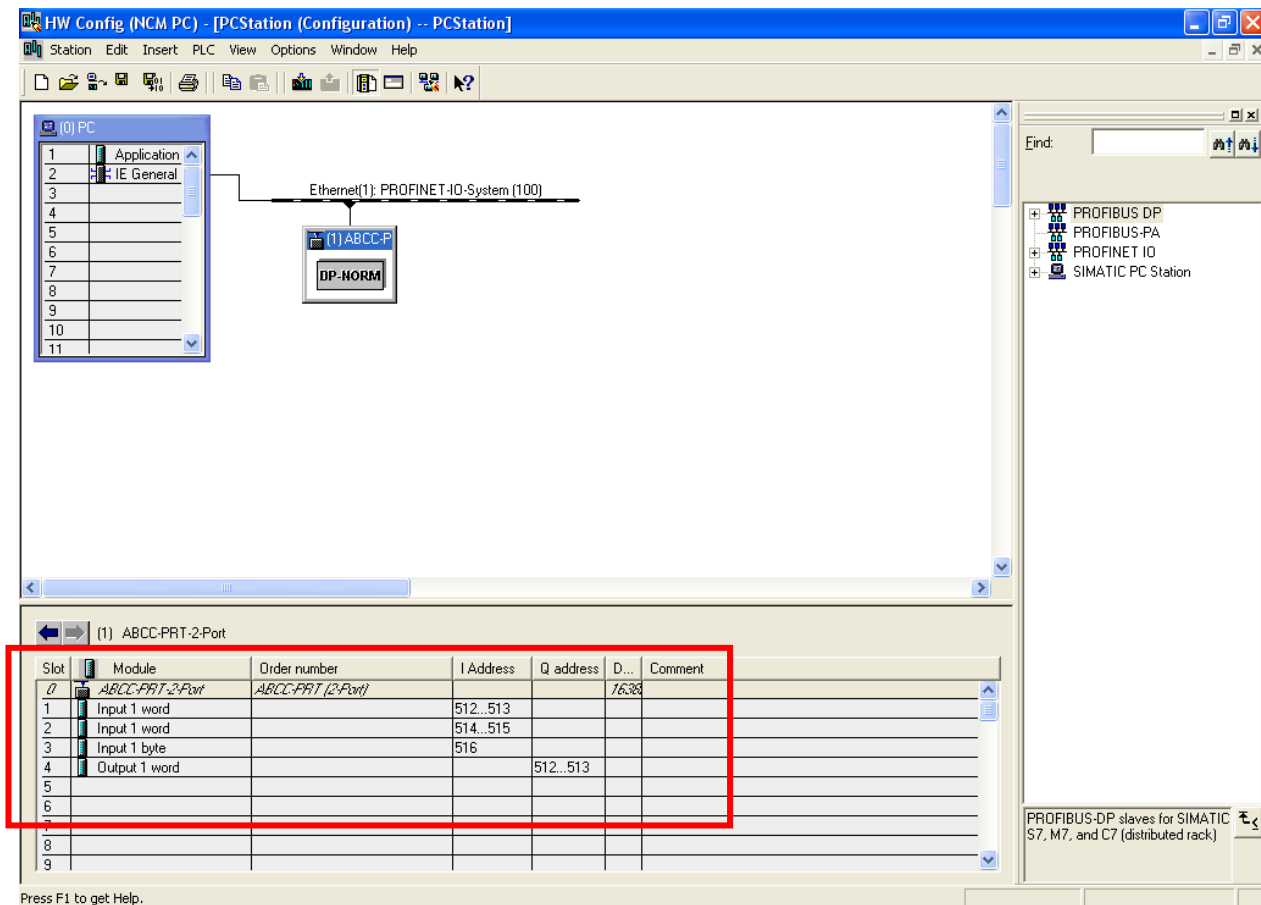 HW Config (NCM PC) - [PCStation (Configuration) -- PCStation]
Station Edit Insert PLC View Options Window Help
(0) PC
1 Application
2 IE General
3
4
5
6
7
8
9
10
11
Ethernet(1): PROFINET-IO-System (100)
(1) ABCC-P
DP-NORM
Find:
PROFIBUS DP
PROFIBUS-PA
PROFINET IO
SIMATIC PC Station
PROFIBUS-DP slaves for SIMATIC
S7, M7, and C7 (distributed rack)
(1) ABCC-PRT-2-Port
Slot Module Order number I Address Q address D... Comment
0 ABCC-PRT-2-Port ABCC-PRT (2-Port) 1638
1 Input 1 word 512...513
2 Input 1 word 514...515
3 Input 1 byte 516
4 Output 1 word 512...513
5
6
7
8
9
Press F1 to get Help.